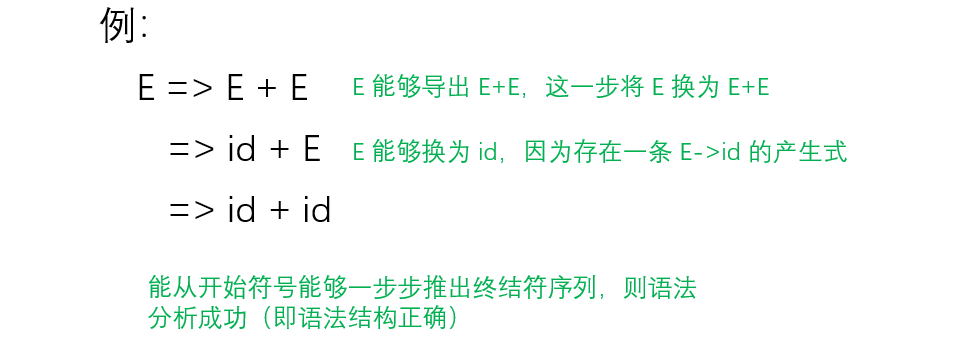 例：
E => E + E E 能够导出 E+E，这一步将 E 换为 E+E
=> id + E E 能够换为 id，因为存在一条 E->id 的产生式
=> id + id
能从开始符号能够一步步推出终结符序列，则语法
分析成功（即语法结构正确）